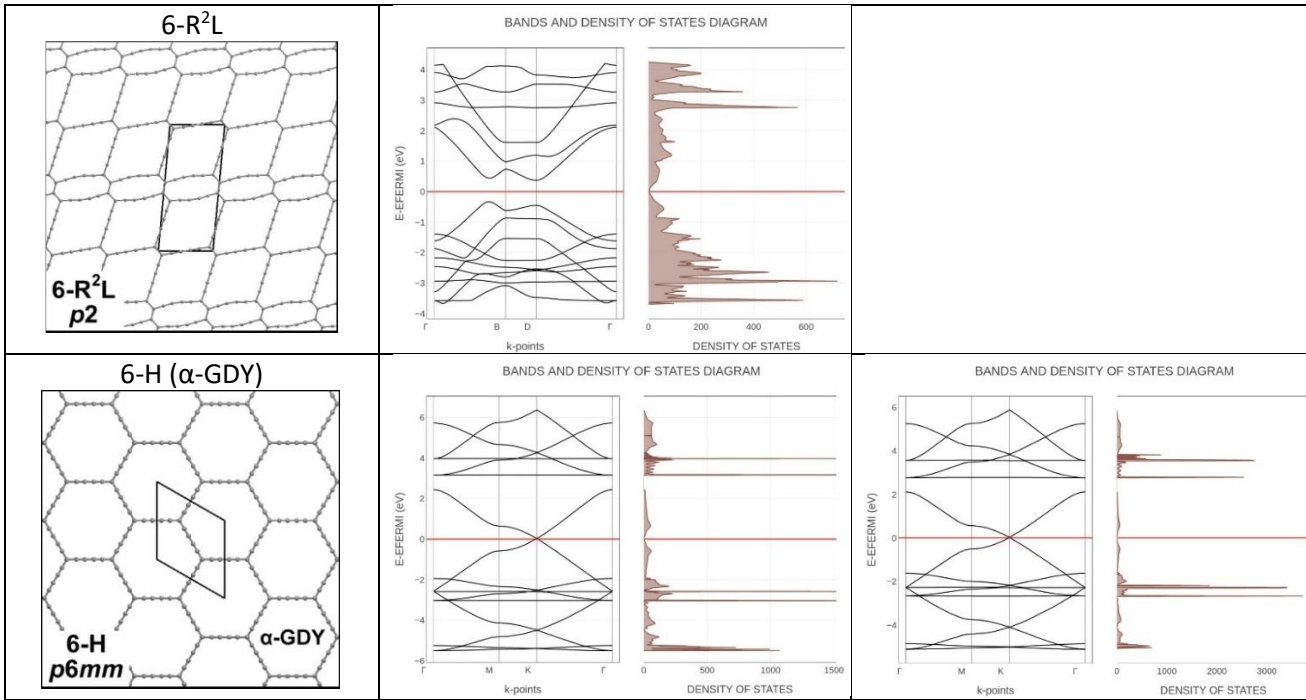 6-R²L
6-R²L
p2
BANDS AND DENSITY OF STATES DIAGRAM
E-EFERMI (eV)
4
3
2
1
0
−1
−2
−3
−4
Γ B D Γ
k-points
0 200 400 600
DENSITY OF STATES
6-H (α-GDY)
6-H
p6mm
α-GDY
BANDS AND DENSITY OF STATES DIAGRAM
E-EFERMI (eV)
6
4
2
0
−2
−4
−6
Γ M K Γ
k-points
0 500 1000 1500
DENSITY OF STATES
BANDS AND DENSITY OF STATES DIAGRAM
E-EFERMI (eV)
6
4
2
0
−2
−4
Γ M K Γ
k-points
0 1000 2000 3000
DENSITY OF STATES